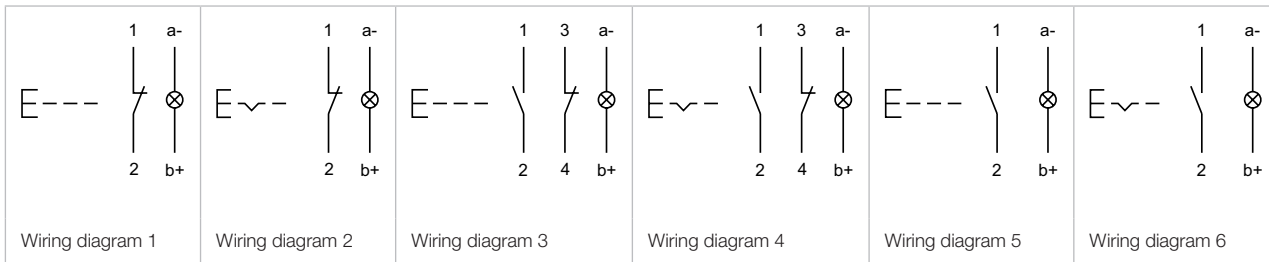 1 a- 1 a- 1 3 a- 1 3 a- 1 a- 1 a-
2 b+ 2 b+ 2 4 b+ 2 4 b+ 2 b+ 2 b+
Wiring diagram 1 Wiring diagram 2 Wiring diagram 3 Wiring diagram 4 Wiring diagram 5 Wiring diagram 6